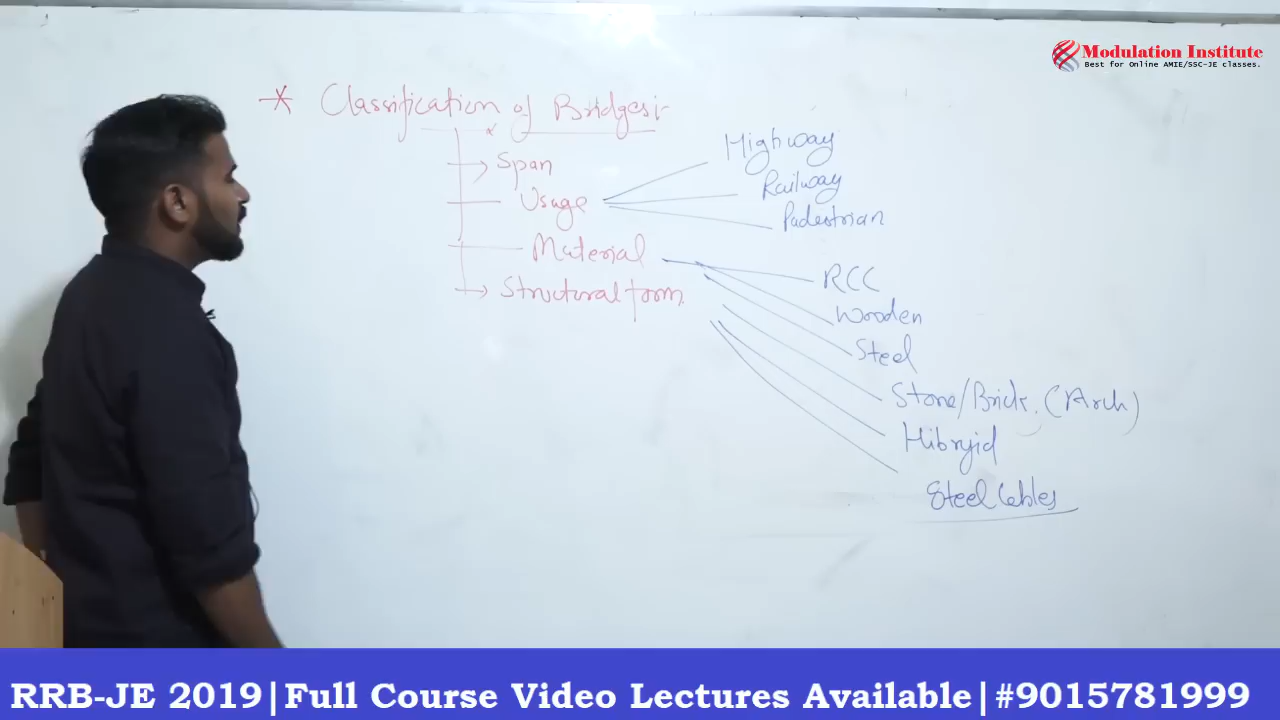 Modulation Institute
Best for Online AMIE/SSC-JE classes.
* Classification of Bridges:-
Span
Usage
Material
Structural form
Highway
Railway
Padestrian
RCC
Wooden
Steel
Stone/Brick. (Arch)
Hibryid
Steel Cables
RRB-JE 2019|Full Course Video Lectures Available|#9015781999